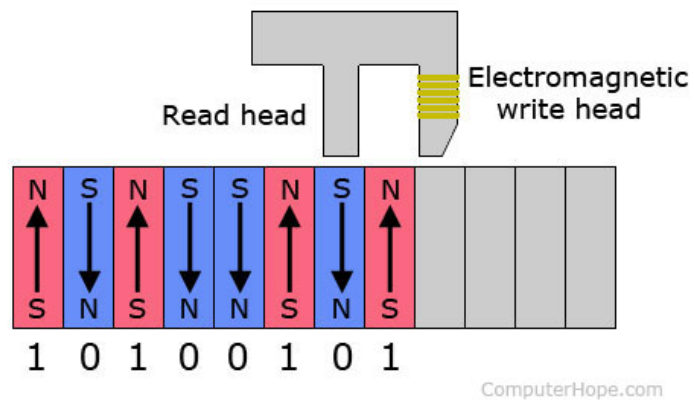 Electromagnetic
write head
Read head
N S N S S N S N
S N S N N S N S
1 0 1 0 0 1 0 1
ComputerHope.com